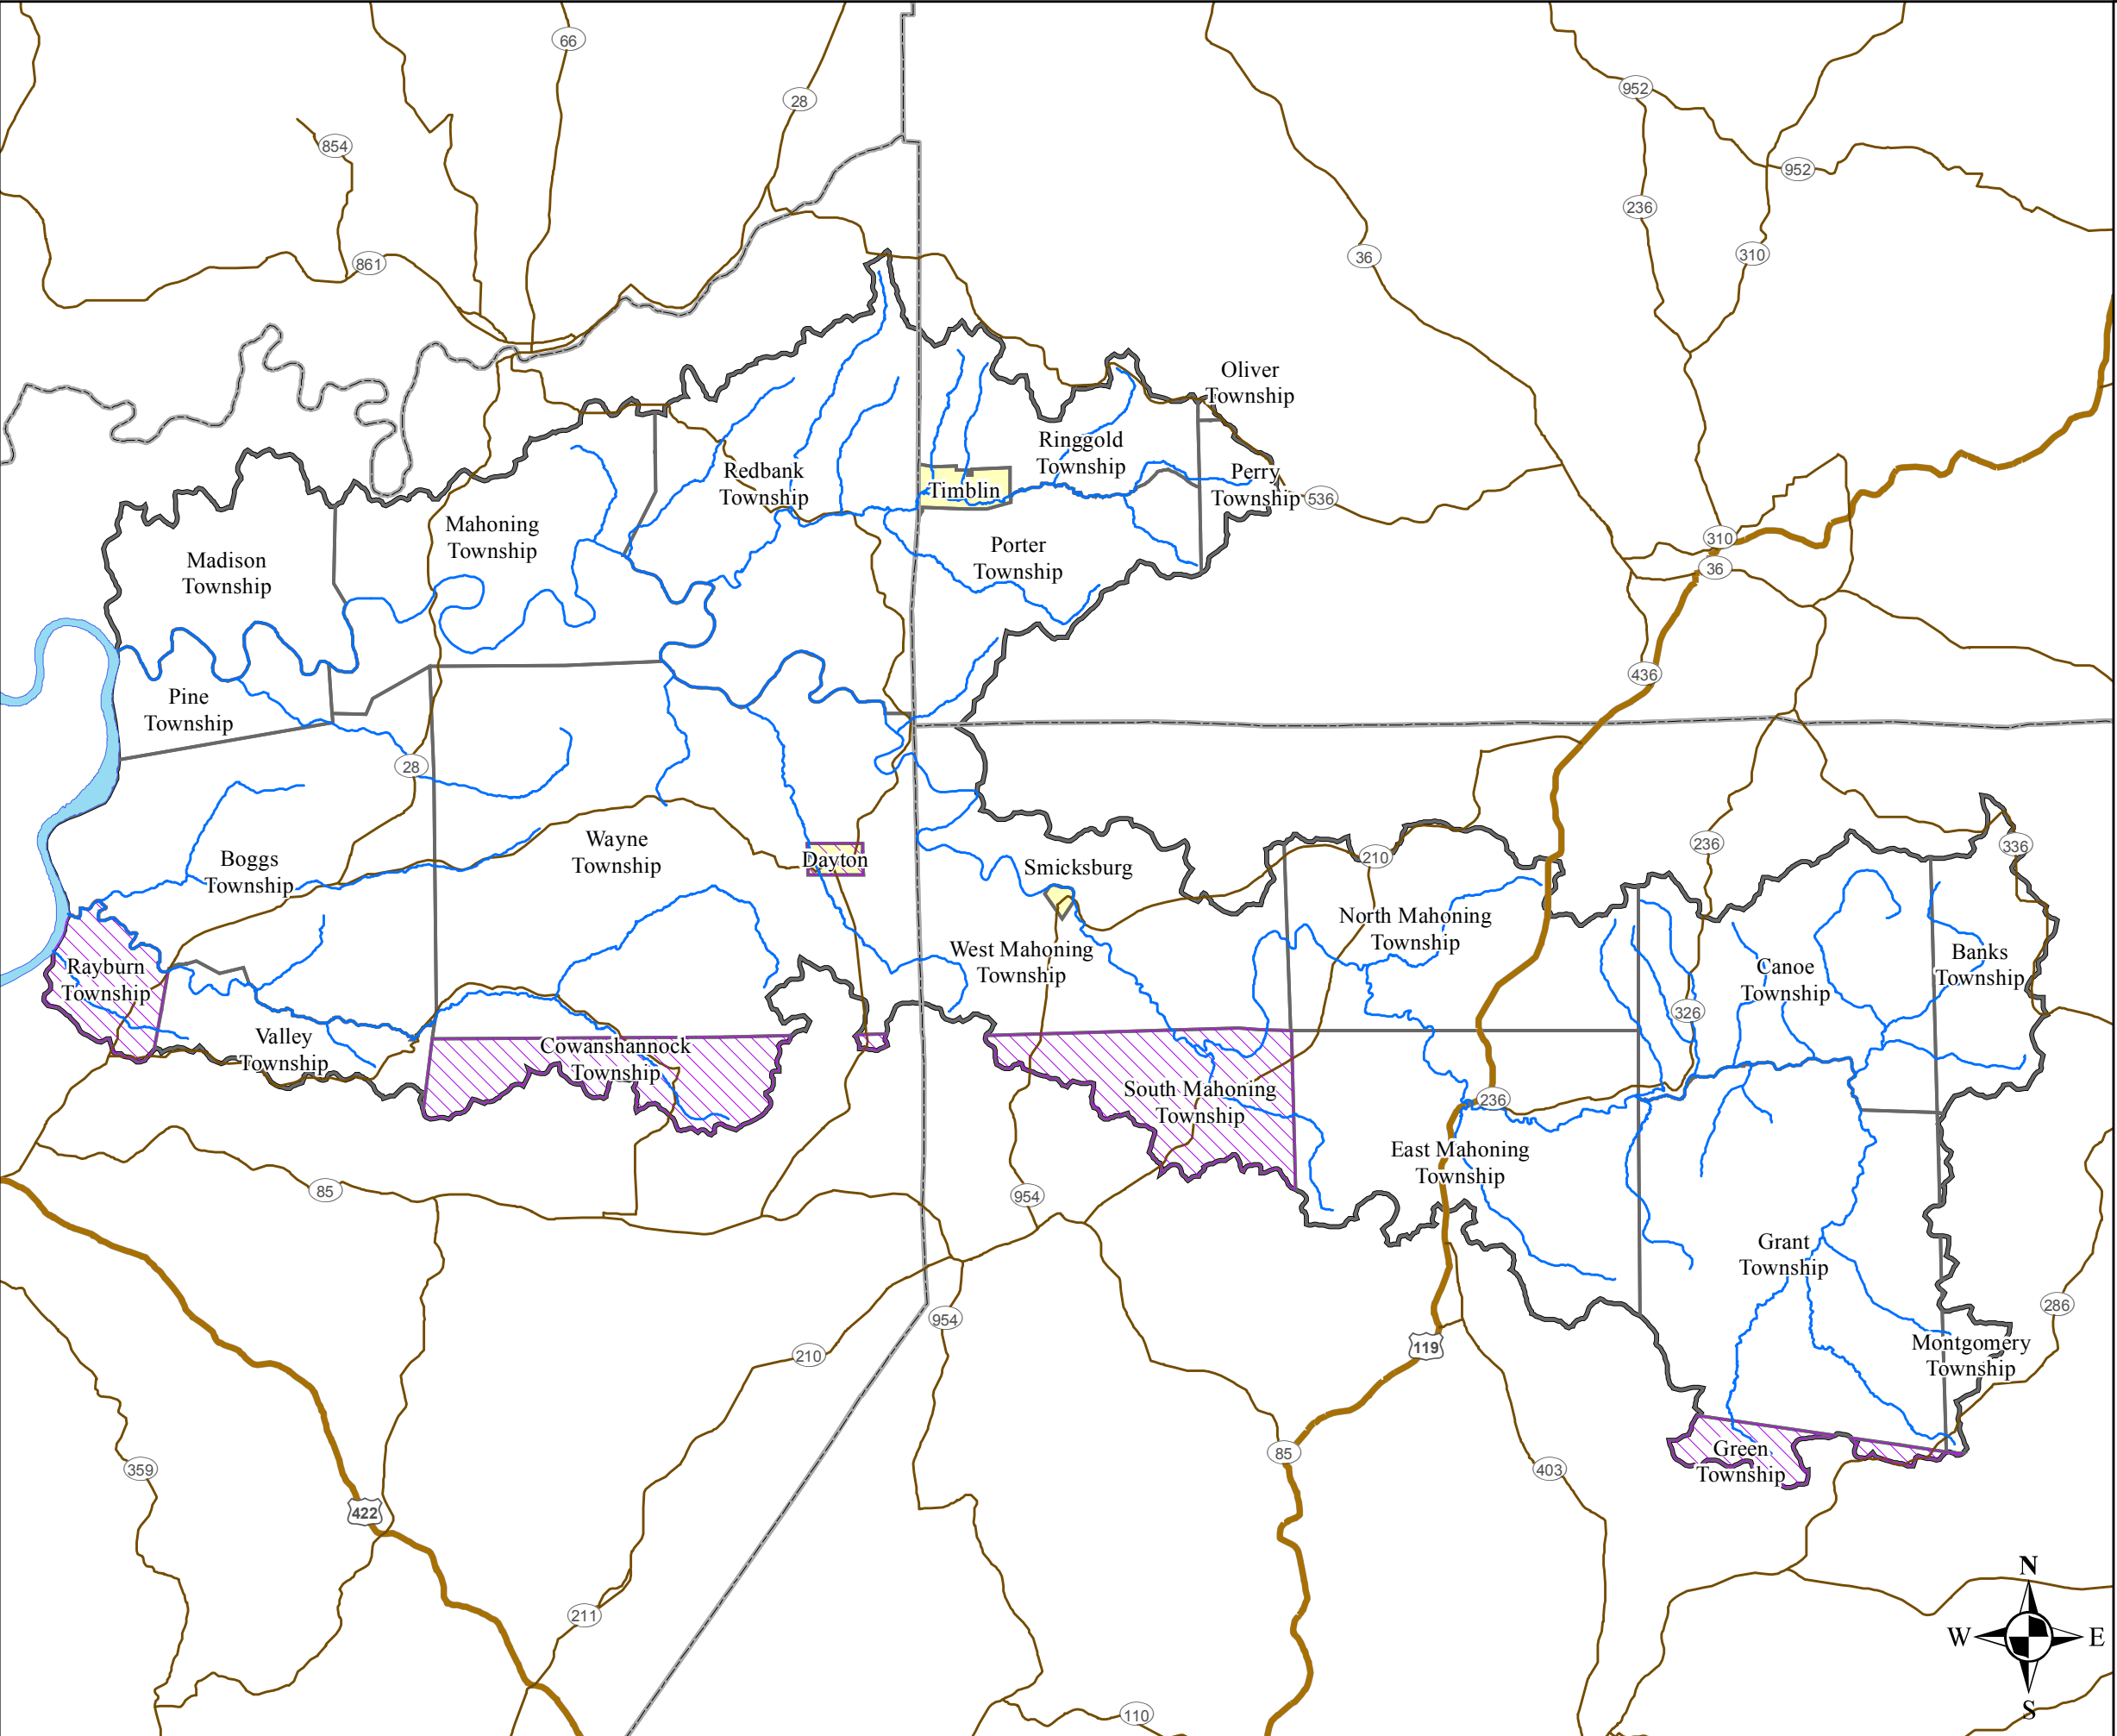 66
952
28
854
952
236
310
36
861
Oliver
Township
Ringgold
Township
Redbank
Township
Perry
Township
Timblin
536
Mahoning
Township
310
Madison
Township
Porter
Township
36
436
Pine
Township
28
Wayne
Township
236
336
Dayton
210
Boggs
Township
Smicksburg
North Mahoning
Township
West Mahoning
Township
Banks
Township
Rayburn
Township
Canoe
Township
326
Valley
Township
Cowanshannock
Township
South Mahoning
Township
236
East Mahoning
Township
85
954
Grant
Township
286
954
119
Montgomery
Township
210
Green
Township
85
359
403
422
N
211
W
E
S
110